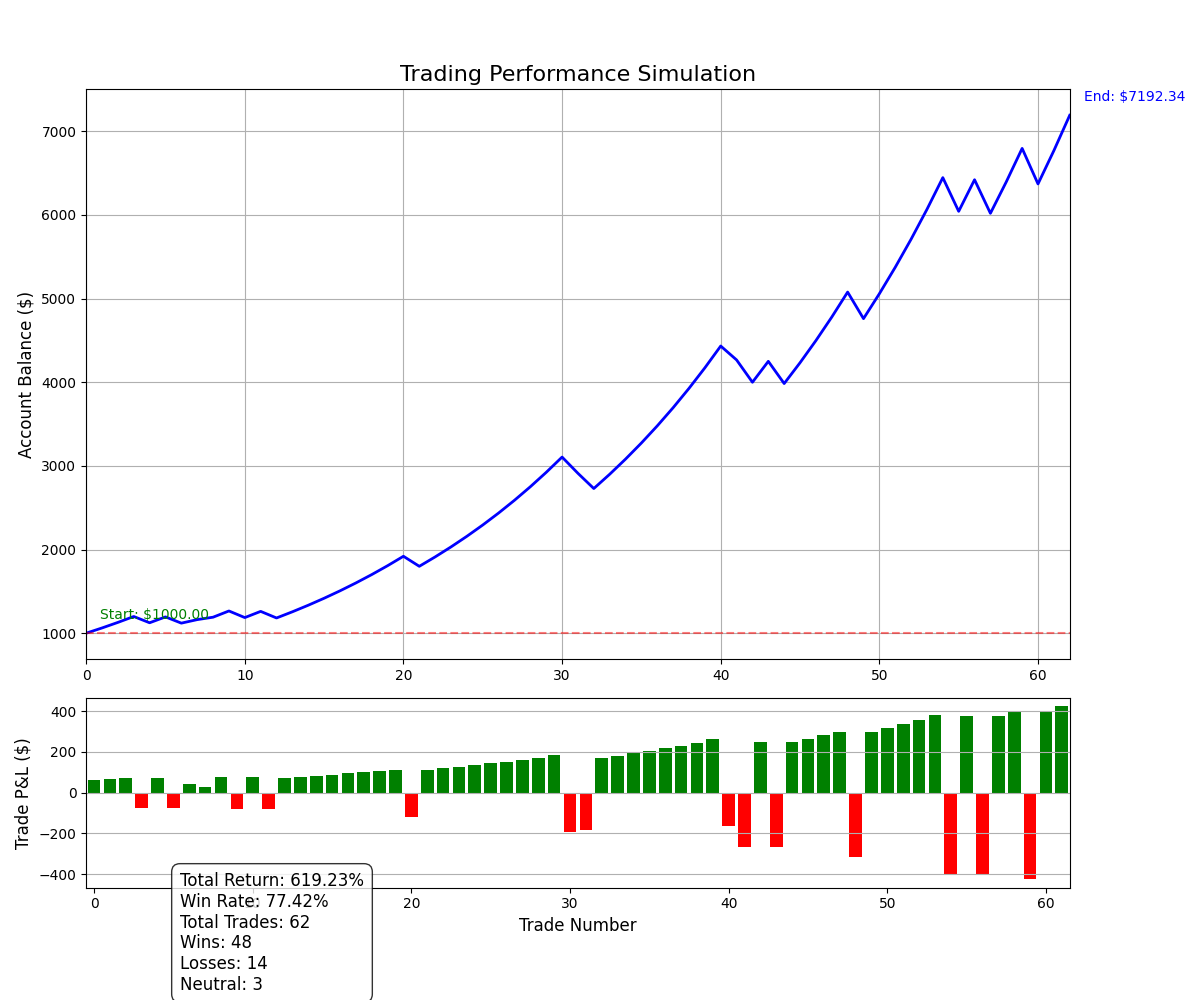 Trading Performance Simulation
End: $7192.34
Account Balance ($)
7000
6000
5000
4000
3000
2000
1000
Start: $1000.00
0 10 20 30 40 50 60
Trade P&L ($)
400
200
0
−200
−400
0 20 30 40 50 60
Trade Number
Total Return: 619.23%
Win Rate: 77.42%
Total Trades: 62
Wins: 48
Losses: 14
Neutral: 3